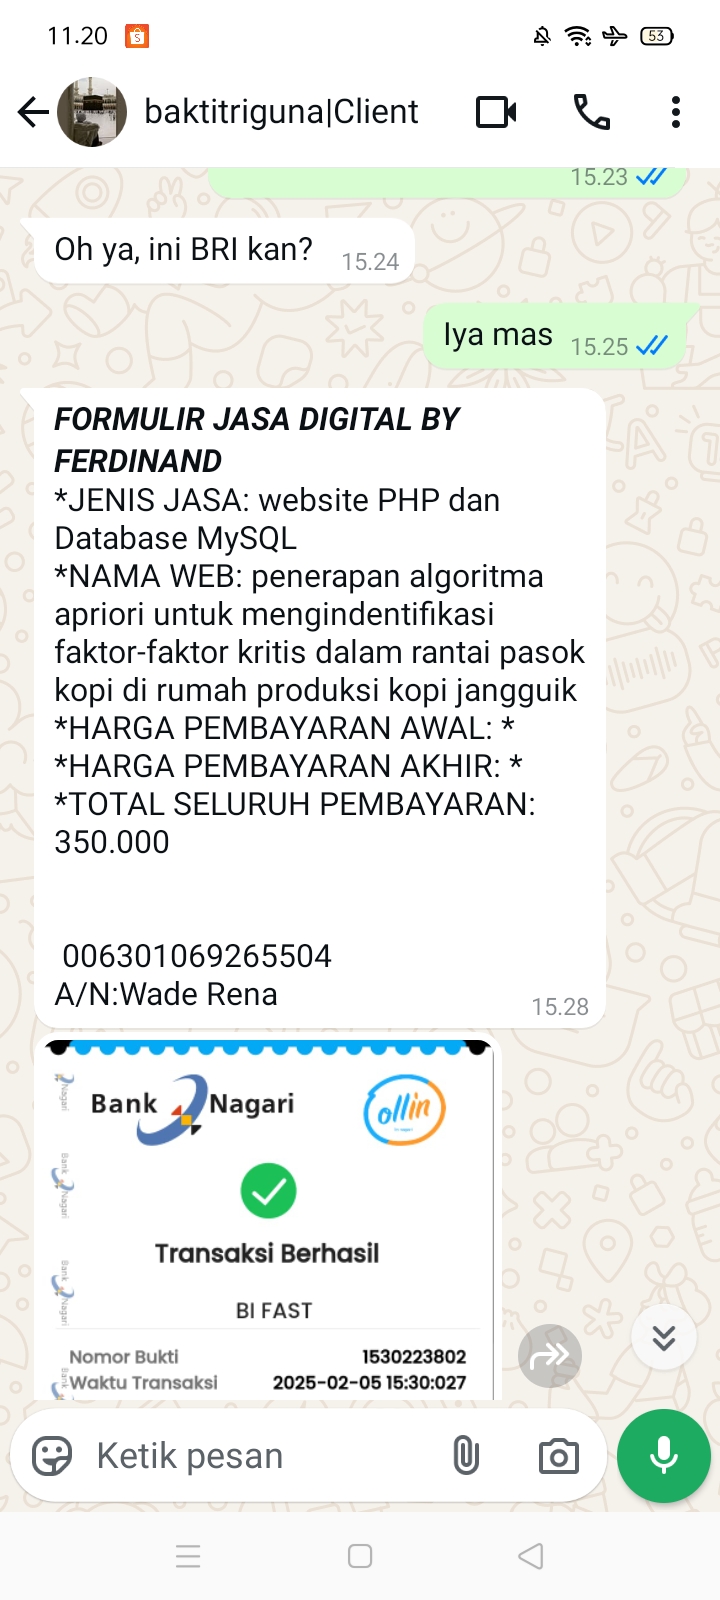 11.20
53
baktitriguna|Client
15.23
Oh ya, ini BRI kan? 15.24
Iya mas 15.25
FORMULIR JASA DIGITAL BY
FERDINAND
*JENIS JASA: website PHP dan
Database MySQL
*NAMA WEB: penerapan algoritma
apriori untuk mengindentifikasi
faktor-faktor kritis dalam rantai pasok
kopi di rumah produksi kopi jangguik
*HARGA PEMBAYARAN AWAL: *
*HARGA PEMBAYARAN AKHIR: *
*TOTAL SELURUH PEMBAYARAN:
350.000
006301069265504
A/N:Wade Rena
15.28
Bank Nagari
ollin
Transaksi Berhasil
BI FAST
Nomor Bukti 1530223802
Waktu Transaksi 2025-02-05 15:30:027
Ketik pesan